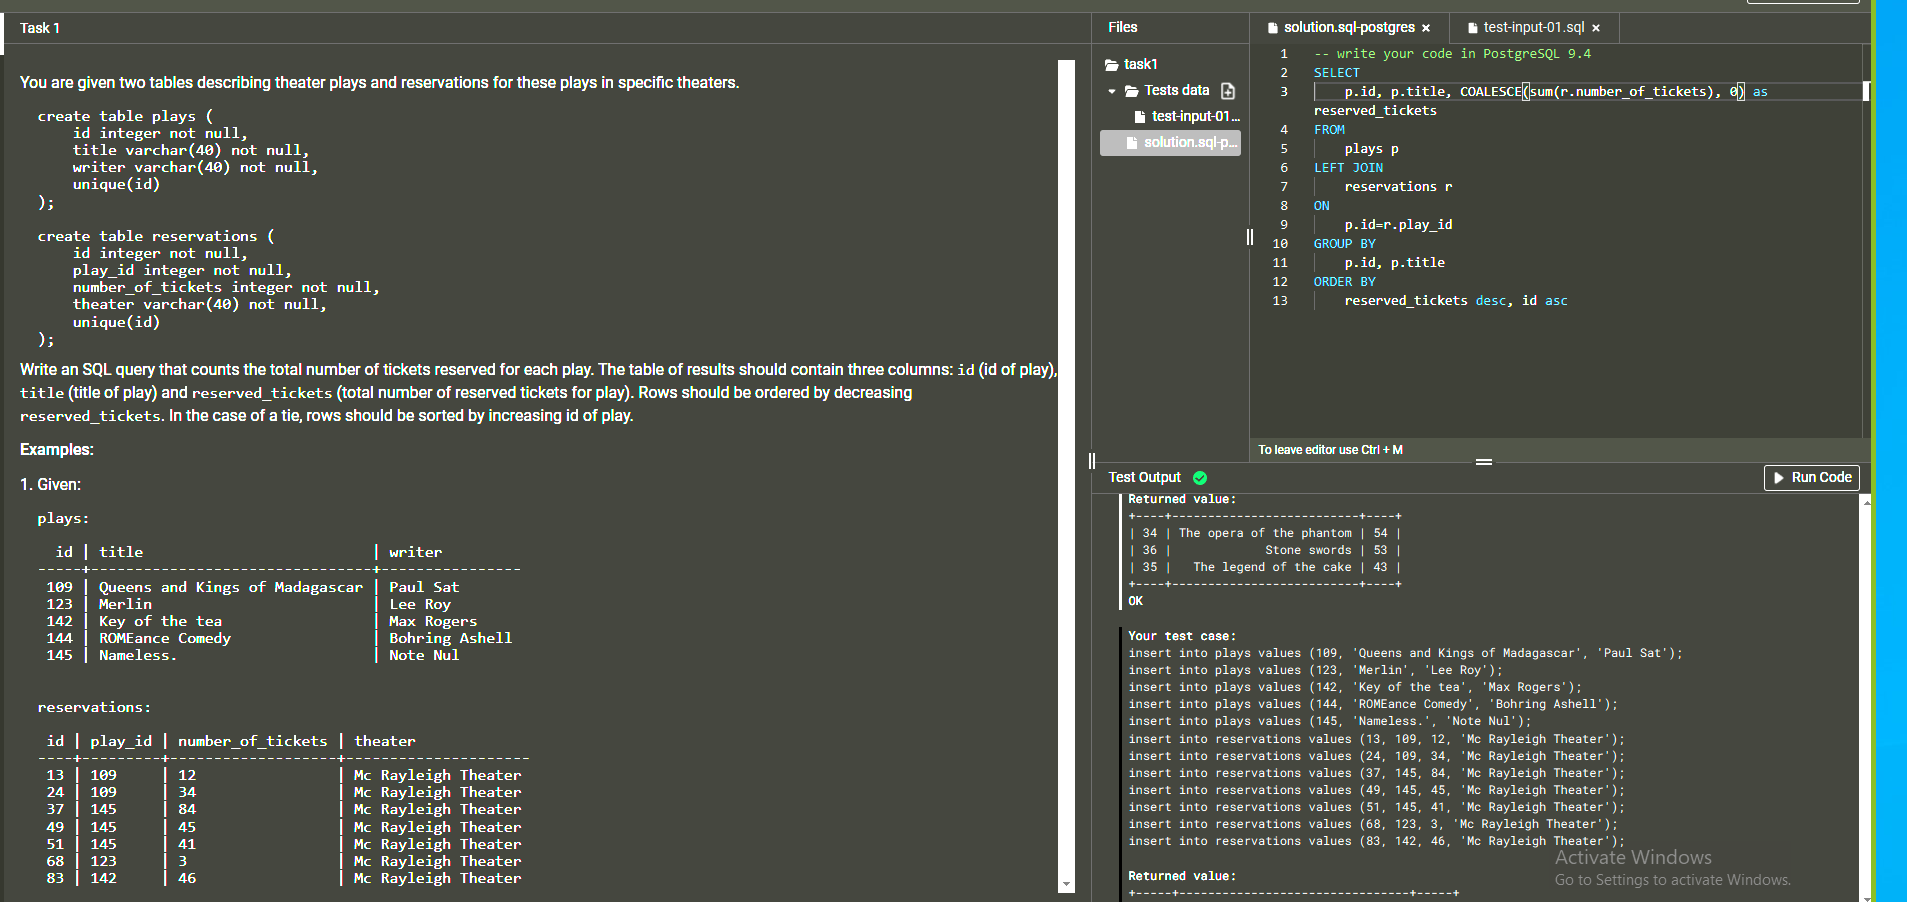 Task 1
You are given two tables describing theater plays and reservations for these plays in specific theaters.
create table plays (
id integer not null,
title varchar(40) not null,
writer varchar(40) not null,
unique(id)
);
create table reservations (
id integer not null,
play_id integer not null,
number_of_tickets integer not null,
theater varchar(40) not null,
unique(id)
);
Write an SQL query that counts the total number of tickets reserved for each play. The table of results should contain three columns: id (id of play),
title (title of play) and reserved_tickets (total number of reserved tickets for play). Rows should be ordered by decreasing
reserved_tickets. In the case of a tie, rows should be sorted by increasing id of play.
Examples:
1. Given:
plays:
id | title | writer
-----+--------------------------------+----------------
109 | Queens and Kings of Madagascar | Paul Sat
123 | Merlin | Lee Roy
142 | Key of the tea | Max Rogers
144 | ROMEance Comedy | Bohring Ashell
145 | Nameless. | Note Nul
reservations:
id | play_id | number_of_tickets | theater
----+---------+-------------------+---------------------
13 | 109 | 12 | Mc Rayleigh Theater
24 | 109 | 34 | Mc Rayleigh Theater
37 | 145 | 84 | Mc Rayleigh Theater
49 | 145 | 45 | Mc Rayleigh Theater
51 | 145 | 41 | Mc Rayleigh Theater
68 | 123 | 3 | Mc Rayleigh Theater
83 | 142 | 46 | Mc Rayleigh Theater
Files
task1
Tests data
test-input-01...
solution.sql-p...
solution.sql-postgres ×
test-input-01.sql ×
1 -- write your code in PostgreSQL 9.4
2 SELECT
3 p.id, p.title, COALESCE(sum(r.number_of_tickets), 0) as
reserved_tickets
4 FROM
5 plays p
6 LEFT JOIN
7 reservations r
8 ON
9 p.id=r.play_id
10 GROUP BY
11 p.id, p.title
12 ORDER BY
13 reserved_tickets desc, id asc
To leave editor use Ctrl + M
Test Output
Run Code
Returned value:
+----+--------------------------+----+
| 34 | The opera of the phantom | 54 |
| 36 | Stone swords | 53 |
| 35 | The legend of the cake | 43 |
+----+--------------------------+----+
OK
Your test case:
insert into plays values (109, 'Queens and Kings of Madagascar', 'Paul Sat');
insert into plays values (123, 'Merlin', 'Lee Roy');
insert into plays values (142, 'Key of the tea', 'Max Rogers');
insert into plays values (144, 'ROMEance Comedy', 'Bohring Ashell');
insert into plays values (145, 'Nameless.', 'Note Nul');
insert into reservations values (13, 109, 12, 'Mc Rayleigh Theater');
insert into reservations values (24, 109, 34, 'Mc Rayleigh Theater');
insert into reservations values (37, 145, 84, 'Mc Rayleigh Theater');
insert into reservations values (49, 145, 45, 'Mc Rayleigh Theater');
insert into reservations values (51, 145, 41, 'Mc Rayleigh Theater');
insert into reservations values (68, 123, 3, 'Mc Rayleigh Theater');
insert into reservations values (83, 142, 46, 'Mc Rayleigh Theater');
Returned value:
+-----+--------------------------------+-----+
Activate Windows
Go to Settings to activate Windows.